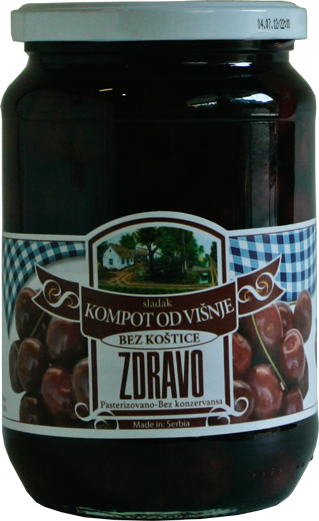 sladak
KOMPOT OD VIŠNJE
BEZ KOŠTICE
ZDRAVO
Pasterizovano-Bez konzervansa
Made in: Serbia